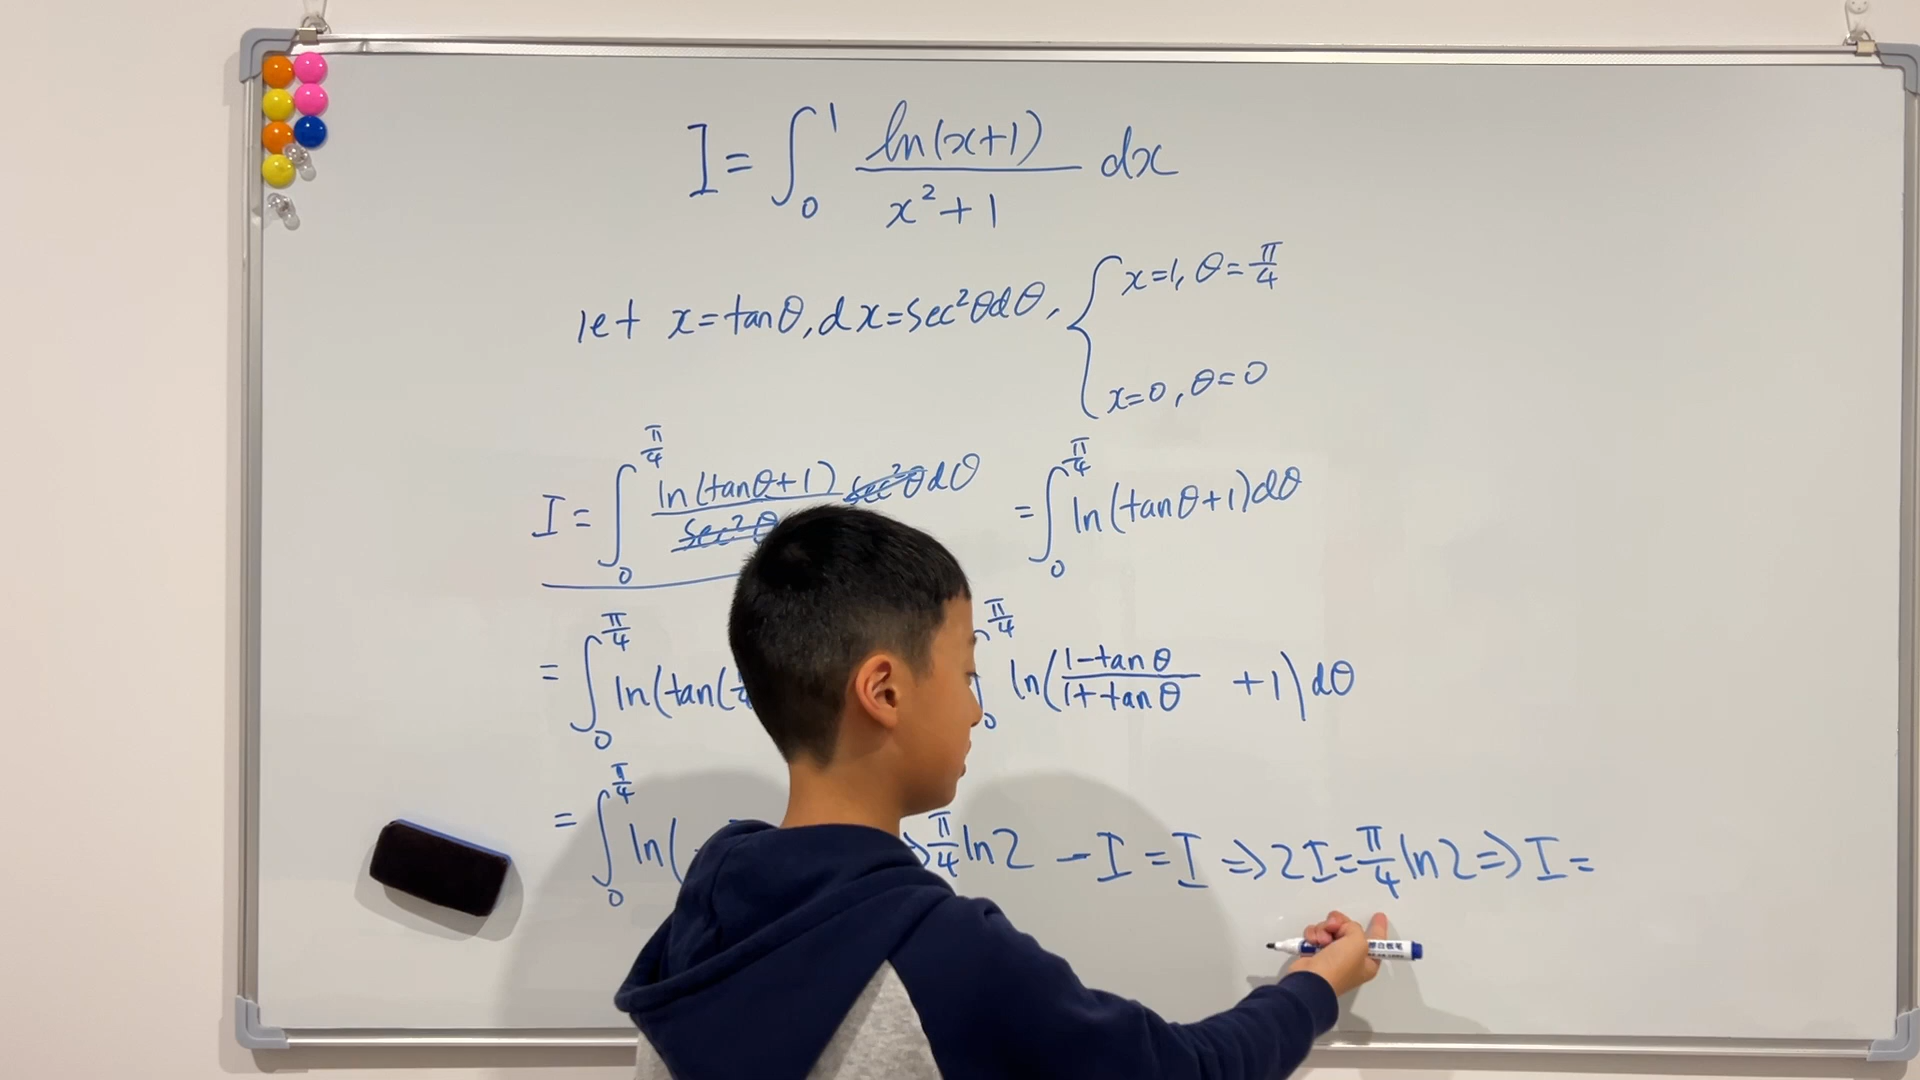 I = ∫₀¹ ln(x+1) / x²+1 dx
let x=tanθ, dx=sec²θdθ, { x=1, θ=π/4
x=0, θ=0
I = ∫₀^(π/4) ln(tanθ+1) / sec²θ sec²θ dθ = ∫₀^(π/4) ln(tanθ+1)dθ
= ∫₀^(π/4) ln(tan( ∫₀^(π/4) ln(1-tanθ / 1+tanθ +1)dθ
= ∫₀^(π/4) ln( π/4 ln2 - I = I ⇒ 2I = π/4 ln2 ⇒ I =